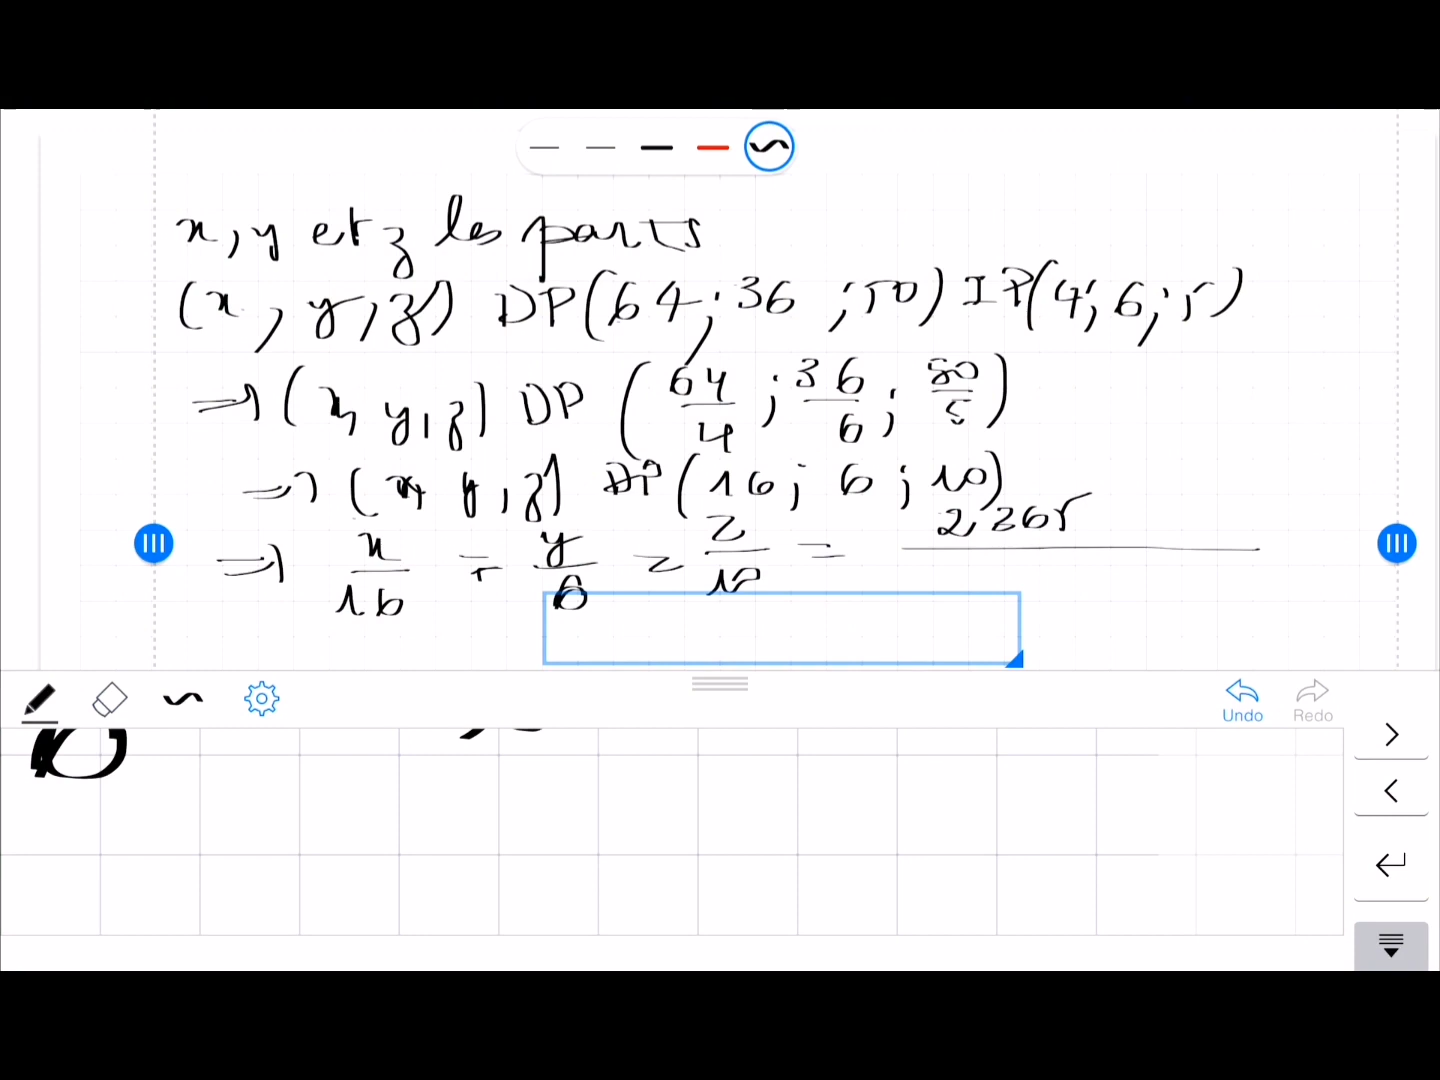 x, y et z les parts
(x, y, z) DP(64; 36; 50) IP(4; 6; 5)
=> (x, y, z) DP (64/4; 36/6; 50/5)
=> (x, y, z) DP (16; 6; 10)
=> x/16 = y/6 = z/10 = 2,265
Undo
Redo